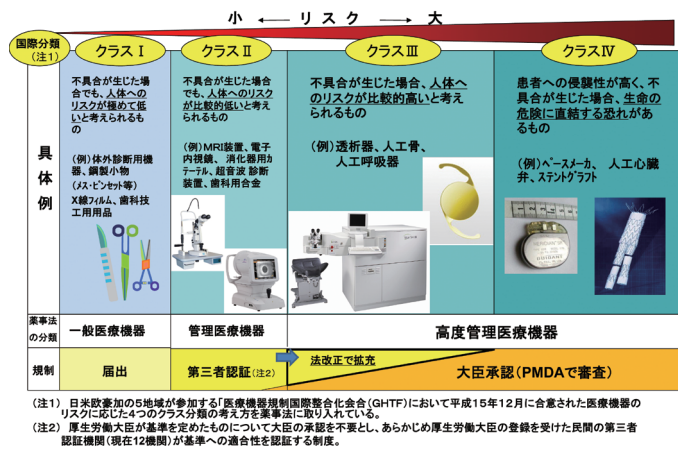 小 ← リ ス ク → 大
国際分類
(注1)
クラスⅠ
クラスⅡ
クラスⅢ
クラスⅣ
具体例
不具合が生じた場
合でも、人体への
リスクが極めて低
いと考えられるも
の
(例)体外診断用機
器、鋼製小物
(メス・ピンセット等)
X線フィルム、歯科技
工用用品
不具合が生じた場
合でも、人体へのリ
スクが比較的低いと考
えられるもの
(例)MRI装置、電子
内視鏡、消化器用カ
テーテル、超音波診断
装置、歯科用合金
不具合が生じた場合、人体へ
のリスクが比較的高いと考え
られるもの
(例)透析器、人工骨、
人工呼吸器
患者への侵襲性が高く、不
具合が生じた場合、生命の
危険に直結する恐れがあ
るもの
(例)ペースメーカ、人工心臓
弁、ステントグラフト
薬事法
の分類
一般医療機器
管理医療機器
高度管理医療機器
規制
届出
第三者認証(注2)
法改正で拡充
大臣承認(PMDAで審査)
(注1) 日米欧豪加の5地域が参加する「医療機器規制国際整合化会合(GHTF)において平成15年12月に合意された医療機器の
リスクに応じた4つのクラス分類の考え方を薬事法に取り入れている。
(注2) 厚生労働大臣が基準を定めたものについて大臣の承認を不要とし、あらかじめ厚生労働大臣の登録を受けた民間の第三者
認証機関(現在12機関)が基準への適合性を認証する制度。